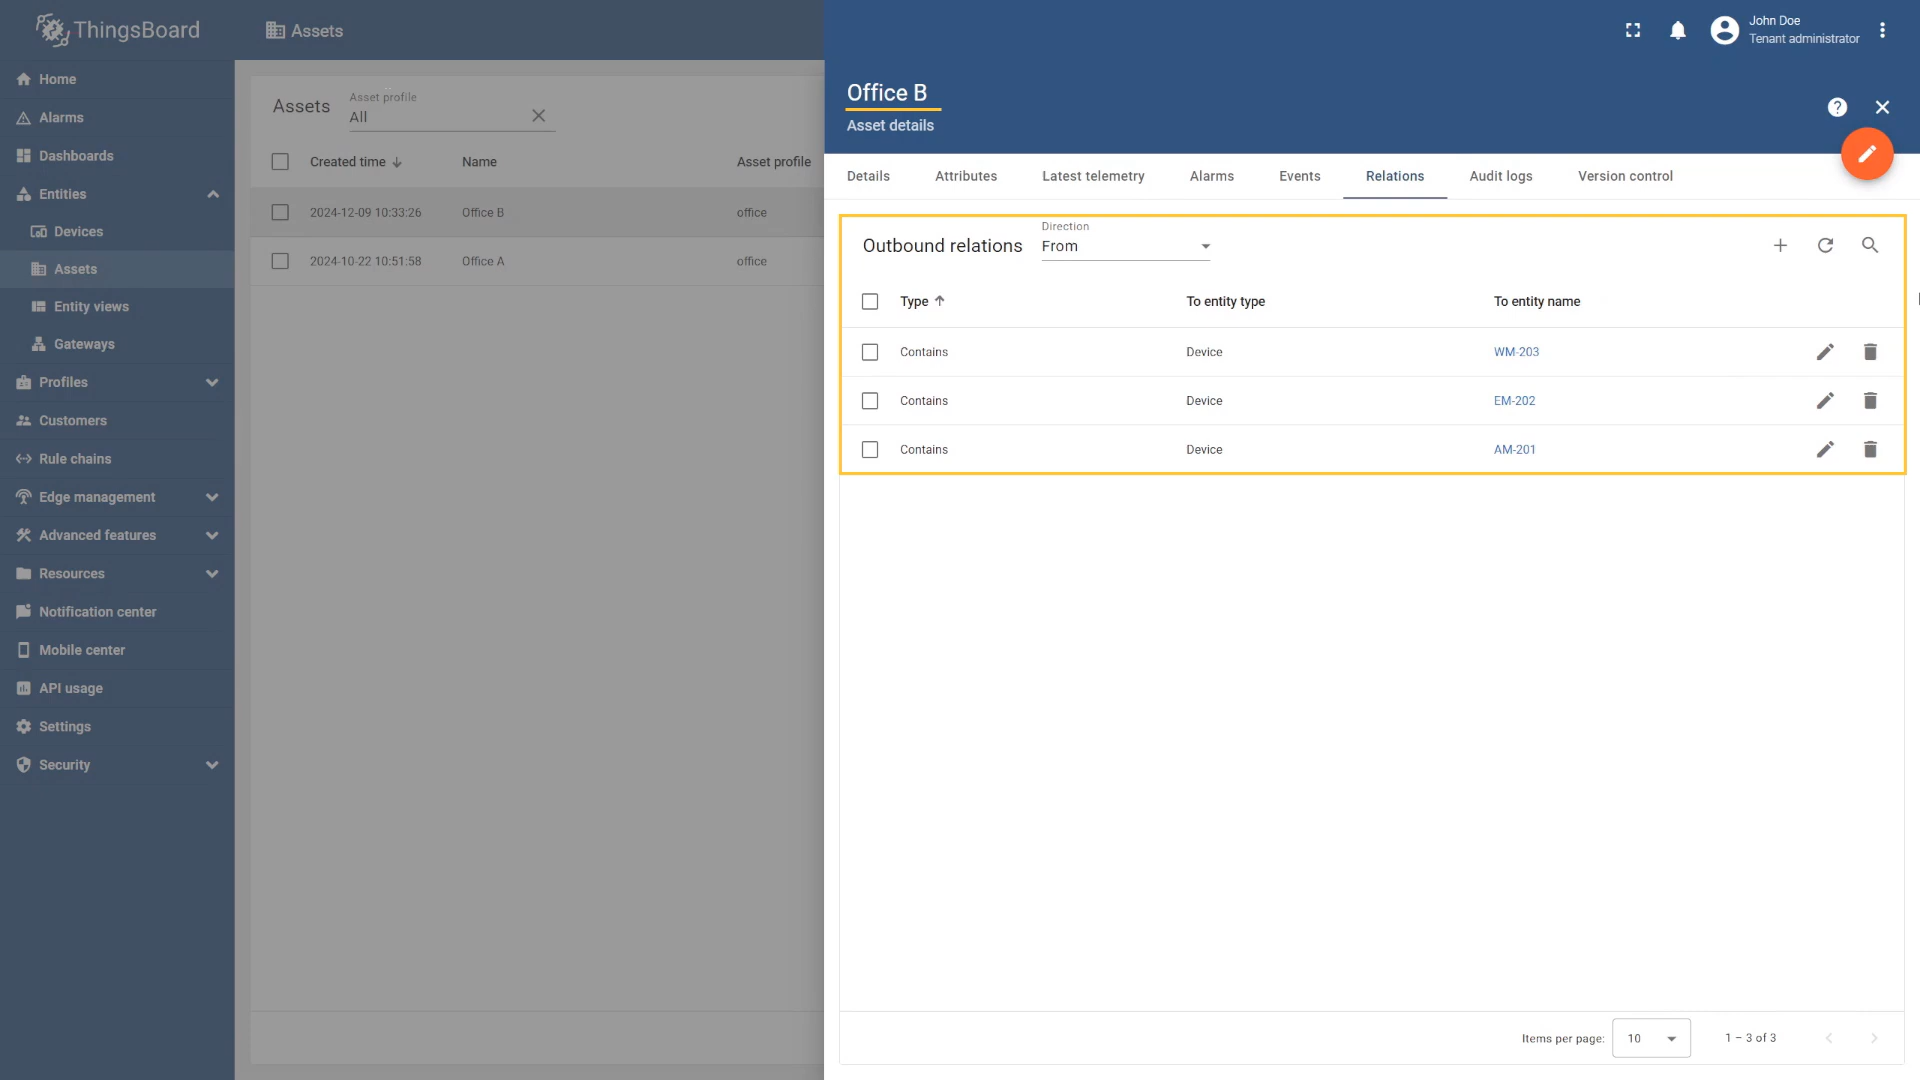 ThingsBoard
Assets
John Doe
Tenant administrator
Home
Alarms
Dashboards
Entities
Devices
Assets
Entity views
Gateways
Profiles
Customers
Rule chains
Edge management
Advanced features
Resources
Notification center
Mobile center
API usage
Settings
Security
Assets
Asset profile
All
Created time Name Asset profile
2024-12-09 10:33:26 Office B office
2024-10-22 10:51:58 Office A office
Office B
Asset details
Details Attributes Latest telemetry Alarms Events Relations Audit logs Version control
Outbound relations
Direction
From
Type To entity type To entity name
Contains Device WM-203
Contains Device EM-202
Contains Device AM-201
Items per page: 10 1 – 3 of 3